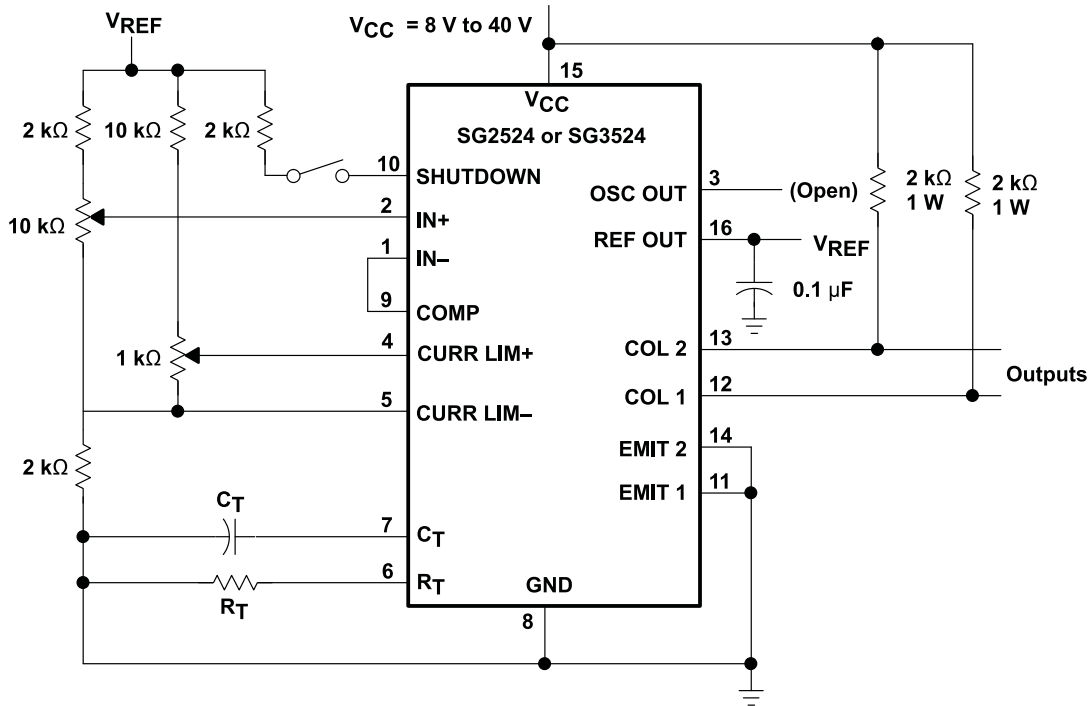 VREF
VCC = 8 V to 40 V
15
VCC
SG2524 or SG3524
2 kΩ
10 kΩ
2 kΩ
10
SHUTDOWN
3
OSC OUT
(Open)
2 kΩ
1 W
2 kΩ
1 W
10 kΩ
2
IN+
16
REF OUT
VREF
1
IN–
0.1 µF
9
COMP
1 kΩ
4
CURR LIM+
13
COL 2
Outputs
12
COL 1
5
CURR LIM–
14
EMIT 2
2 kΩ
11
EMIT 1
CT
7
CT
6
RT
RT
GND
8